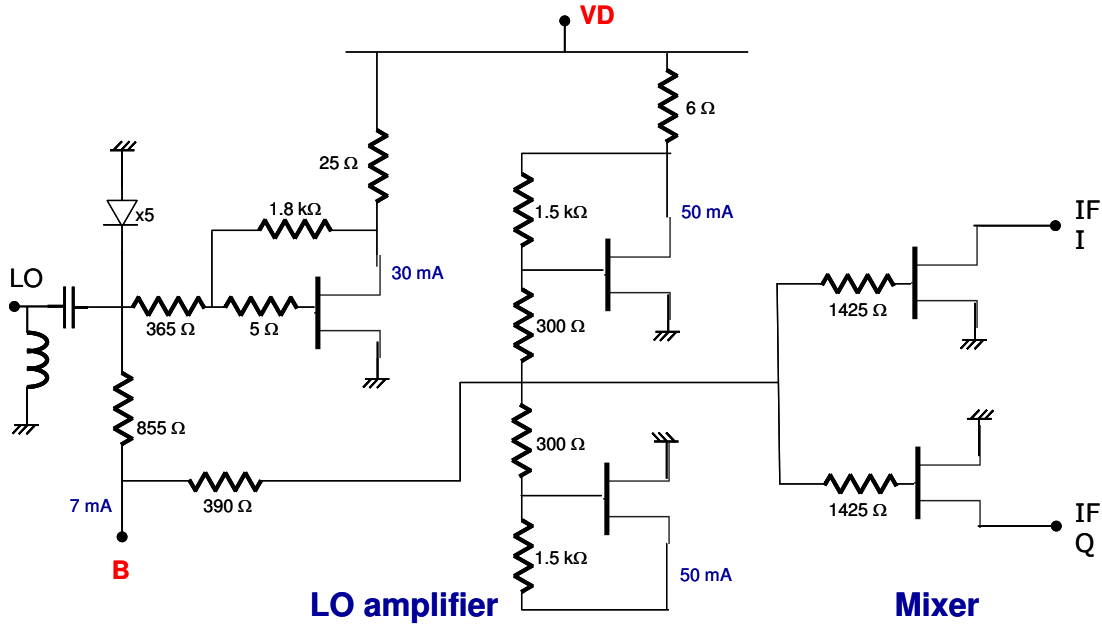 VD
6 Ω
25 Ω
x5
1.8 kΩ
1.5 kΩ
50 mA
IF
I
LO
30 mA
365 Ω
5 Ω
300 Ω
1425 Ω
855 Ω
300 Ω
7 mA
390 Ω
1425 Ω
IF
Q
B
1.5 kΩ
50 mA
LO amplifier
Mixer